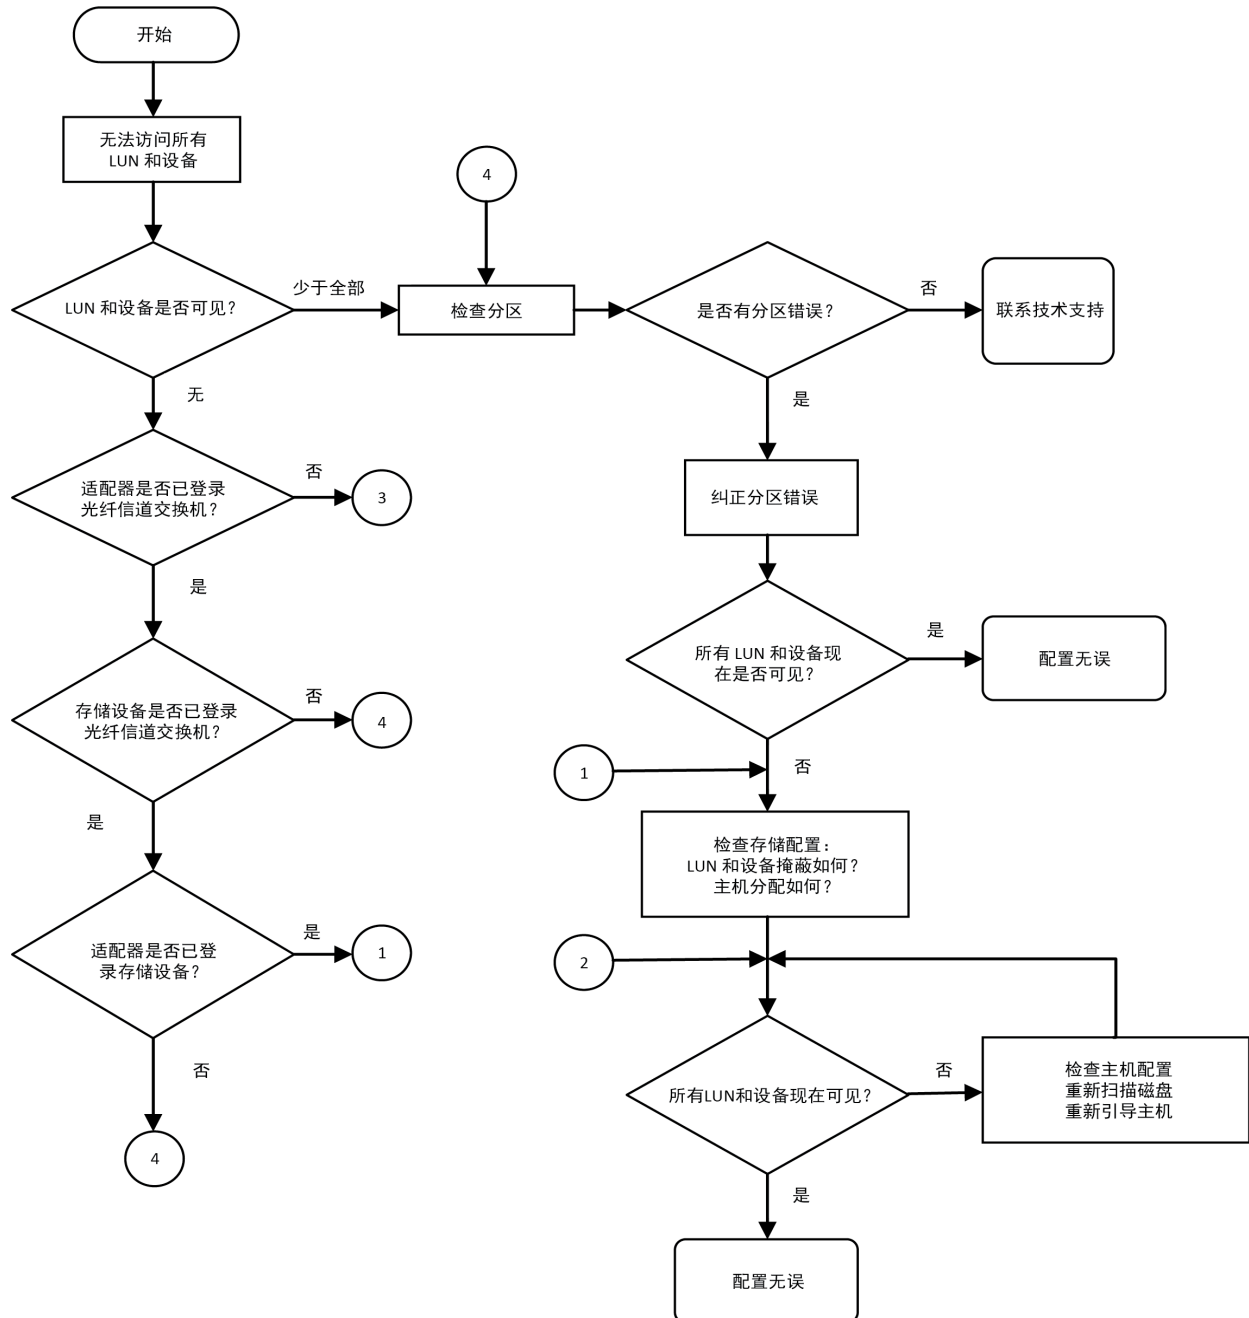 开始
无法访问所有
LUN 和设备
4
LUN 和设备是否可见?
少于全部
检查分区
是否有分区错误?
否
联系技术支持
无
是
适配器是否已登录
光纤信道交换机?
否
3
纠正分区错误
是
所有 LUN 和设备现
在是否可见?
是
配置无误
存储设备是否已登录
光纤信道交换机?
否
4
1
否
是
检查存储配置:
LUN 和设备掩蔽如何?
主机分配如何?
适配器是否已登
录存储设备?
是
1
2
否
4
所有LUN和设备现在可见?
否
检查主机配置
重新扫描磁盘
重新引导主机
是
配置无误